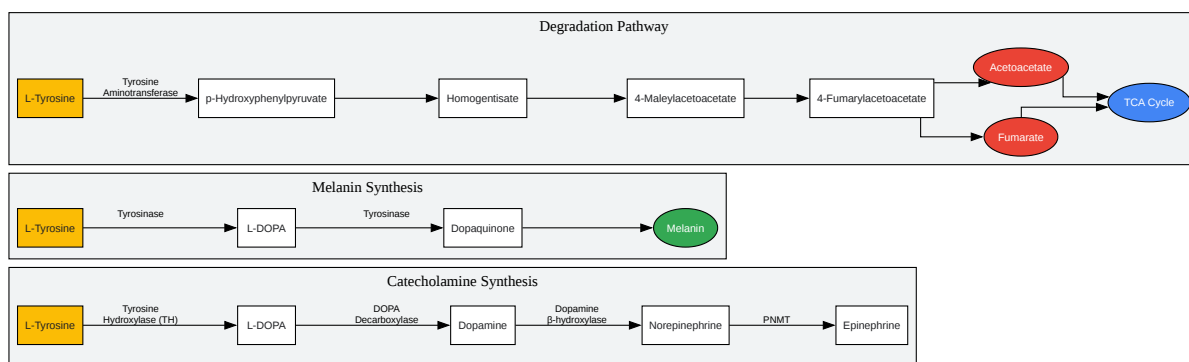 Degradation Pathway
L-Tyrosine
Tyrosine
Aminotransferase
p-Hydroxyphenylpyruvate
Homogentisate
4-Maleylacetoacetate
4-Fumarylacetoacetate
Acetoacetate
Fumarate
TCA Cycle
Melanin Synthesis
L-Tyrosine
Tyrosinase
L-DOPA
Tyrosinase
Dopaquinone
Melanin
Catecholamine Synthesis
L-Tyrosine
Tyrosine
Hydroxylase (TH)
L-DOPA
DOPA
Decarboxylase
Dopamine
Dopamine
β-hydroxylase
Norepinephrine
PNMT
Epinephrine